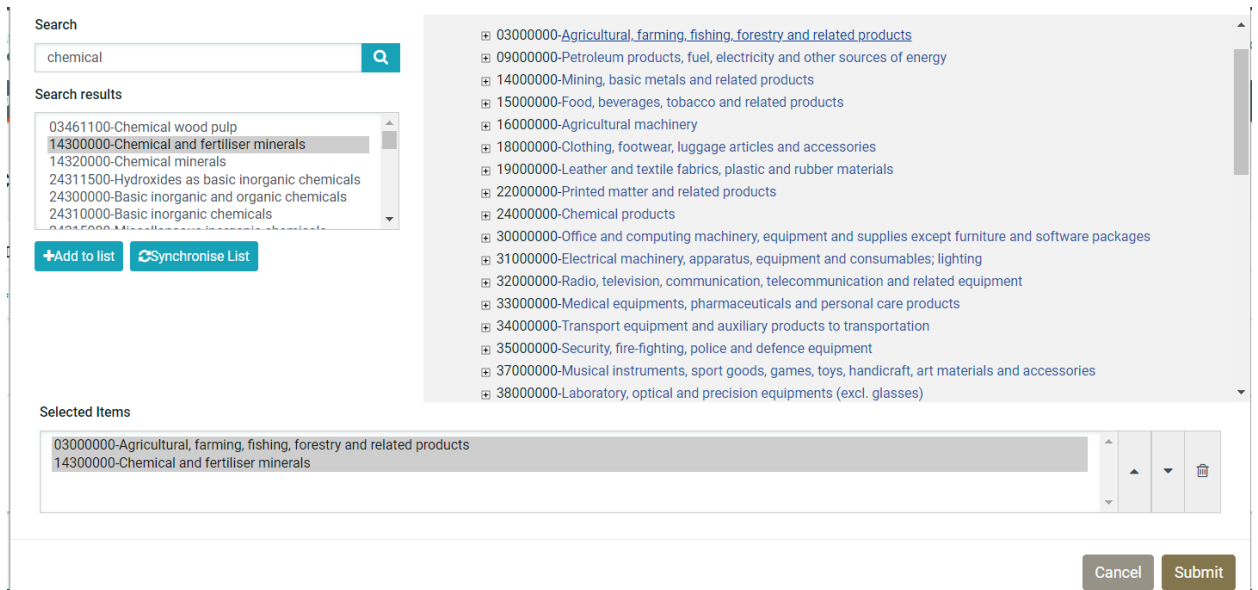 Search
chemical
Search results
03461100-Chemical wood pulp
14300000-Chemical and fertiliser minerals
14320000-Chemical minerals
24311500-Hydroxides as basic inorganic chemicals
24300000-Basic inorganic and organic chemicals
24310000-Basic inorganic chemicals
+Add to list
Synchronise List
03000000-Agricultural, farming, fishing, forestry and related products
09000000-Petroleum products, fuel, electricity and other sources of energy
14000000-Mining, basic metals and related products
15000000-Food, beverages, tobacco and related products
16000000-Agricultural machinery
18000000-Clothing, footwear, luggage articles and accessories
19000000-Leather and textile fabrics, plastic and rubber materials
22000000-Printed matter and related products
24000000-Chemical products
30000000-Office and computing machinery, equipment and supplies except furniture and software packages
31000000-Electrical machinery, apparatus, equipment and consumables; lighting
32000000-Radio, television, communication, telecommunication and related equipment
33000000-Medical equipments, pharmaceuticals and personal care products
34000000-Transport equipment and auxiliary products to transportation
35000000-Security, fire-fighting, police and defence equipment
37000000-Musical instruments, sport goods, games, toys, handicraft, art materials and accessories
38000000-Laboratory, optical and precision equipments (excl. glasses)
Selected Items
03000000-Agricultural, farming, fishing, forestry and related products
14300000-Chemical and fertiliser minerals
Cancel
Submit